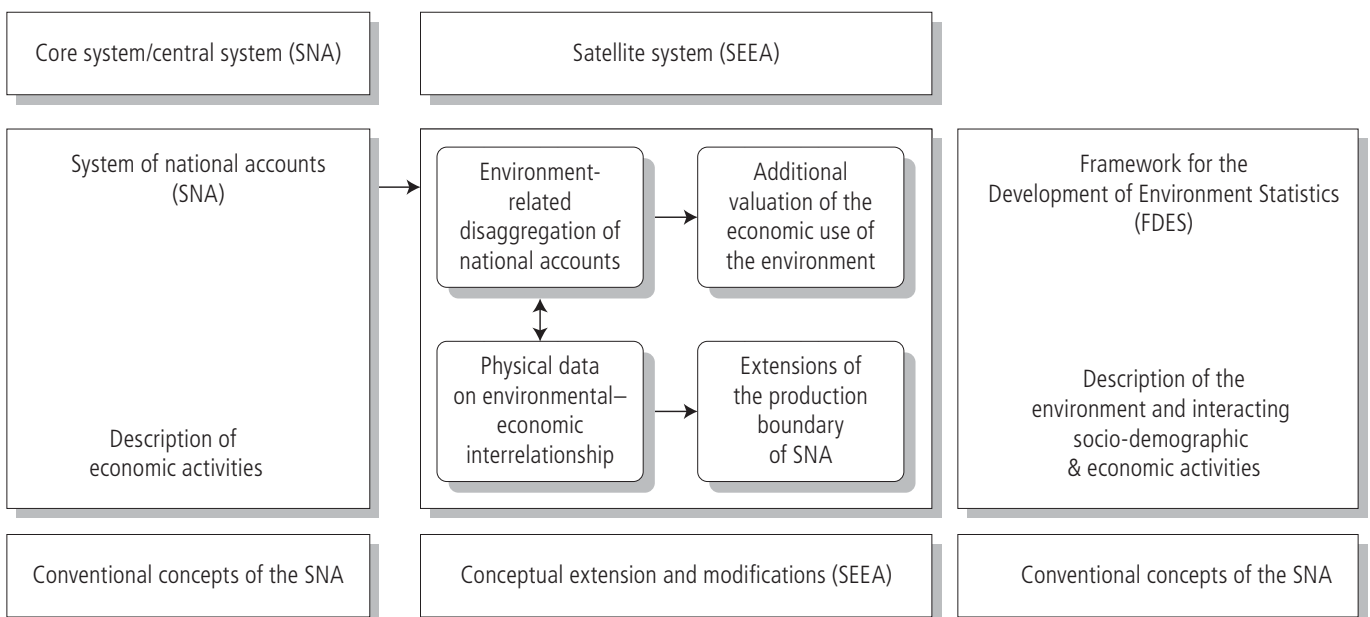 Core system/central system (SNA)
Satellite system (SEEA)
System of national accounts
(SNA)
Description of
economic activities
Environment-
related
disaggregation of
national accounts
Additional
valuation of the
economic use of
the environment
Physical data
on environmental–
economic
interrelationship
Extensions of
the production
boundary
of SNA
Framework for the
Development of Environment Statistics
(FDES)
Description of the
environment and interacting
socio-demographic
& economic activities
Conventional concepts of the SNA
Conceptual extension and modifications (SEEA)
Conventional concepts of the SNA